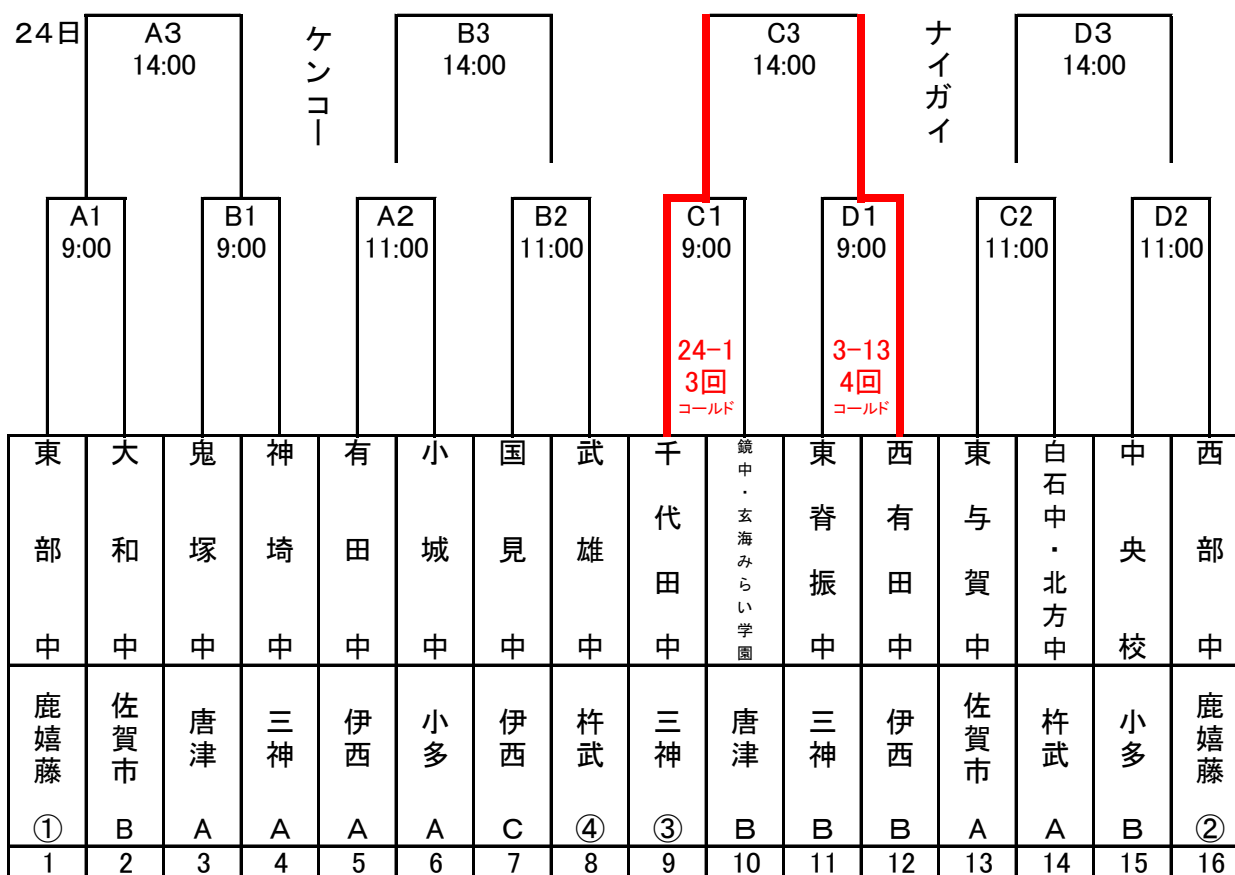 24日
A3
14:00
ケンコー
B3
14:00
C3
14:00
ナイガイ
D3
14:00
A1
9:00
B1
9:00
A2
11:00
B2
11:00
C1
9:00
D1
9:00
C2
11:00
D2
11:00
24-1
3回
コールド
3-13
4回
コールド
東部中
大和中
鬼塚中
神埼中
有田中
小城中
国見中
武雄中
千代田中
鏡中・玄海みらい学園
東脊振中
西有田中
東与賀中
白石中・北方中
中央校
西部中
鹿嬉藤
佐賀市
唐津
三神
伊西
小多
伊西
杵武
三神
唐津
三神
伊西
佐賀市
杵武
小多
鹿嬉藤
① B A A A A C ④ ③ B B B A A B ②
1 2 3 4 5 6 7 8 9 10 11 12 13 14 15 16